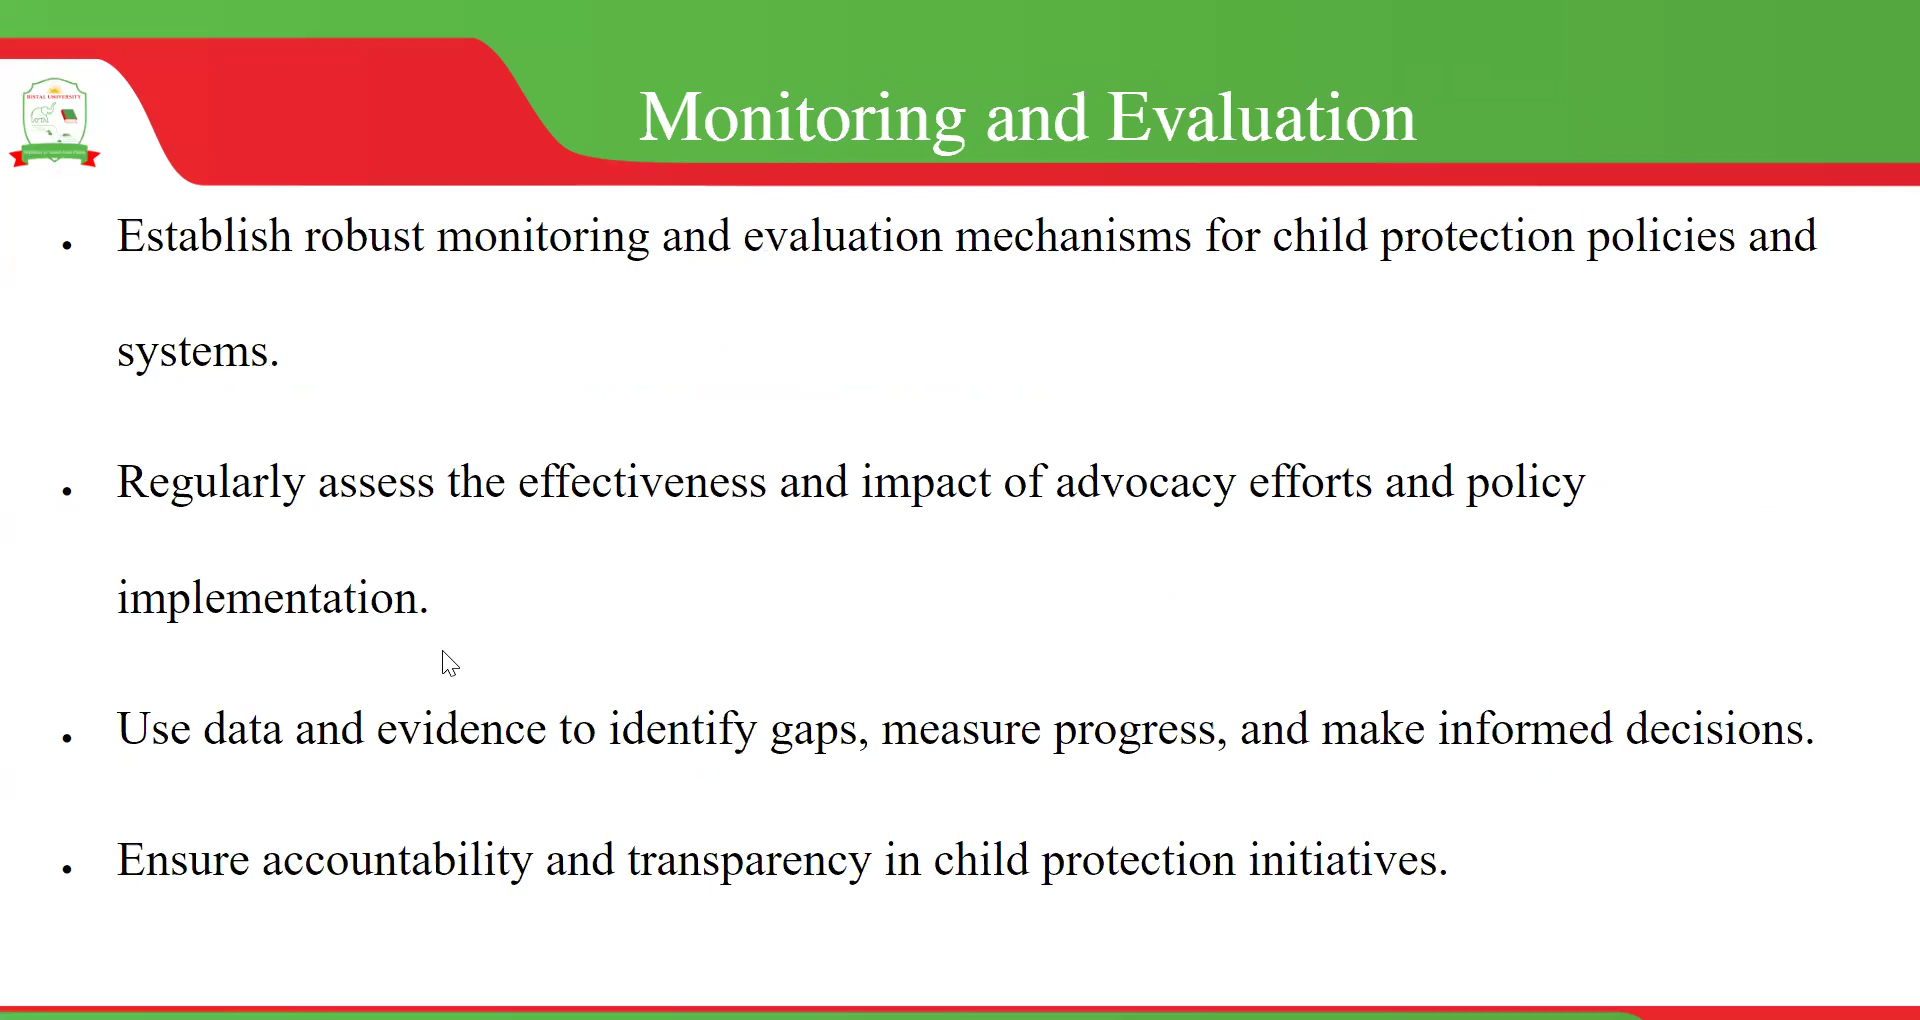 BISTAL UNIVERSITY
Monitoring and Evaluation
• Establish robust monitoring and evaluation mechanisms for child protection policies and
systems.
• Regularly assess the effectiveness and impact of advocacy efforts and policy
implementation.
• Use data and evidence to identify gaps, measure progress, and make informed decisions.
• Ensure accountability and transparency in child protection initiatives.